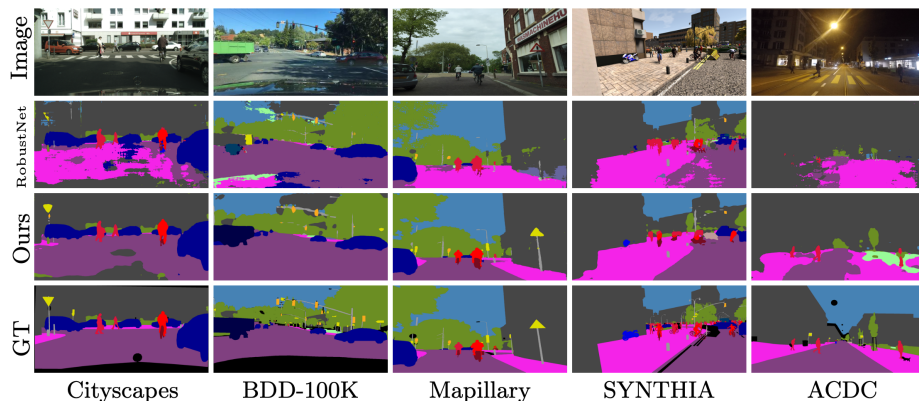 Image
RobustNet
Ours
GT
Cityscapes
BDD-100K
Mapillary
SYNTHIA
ACDC